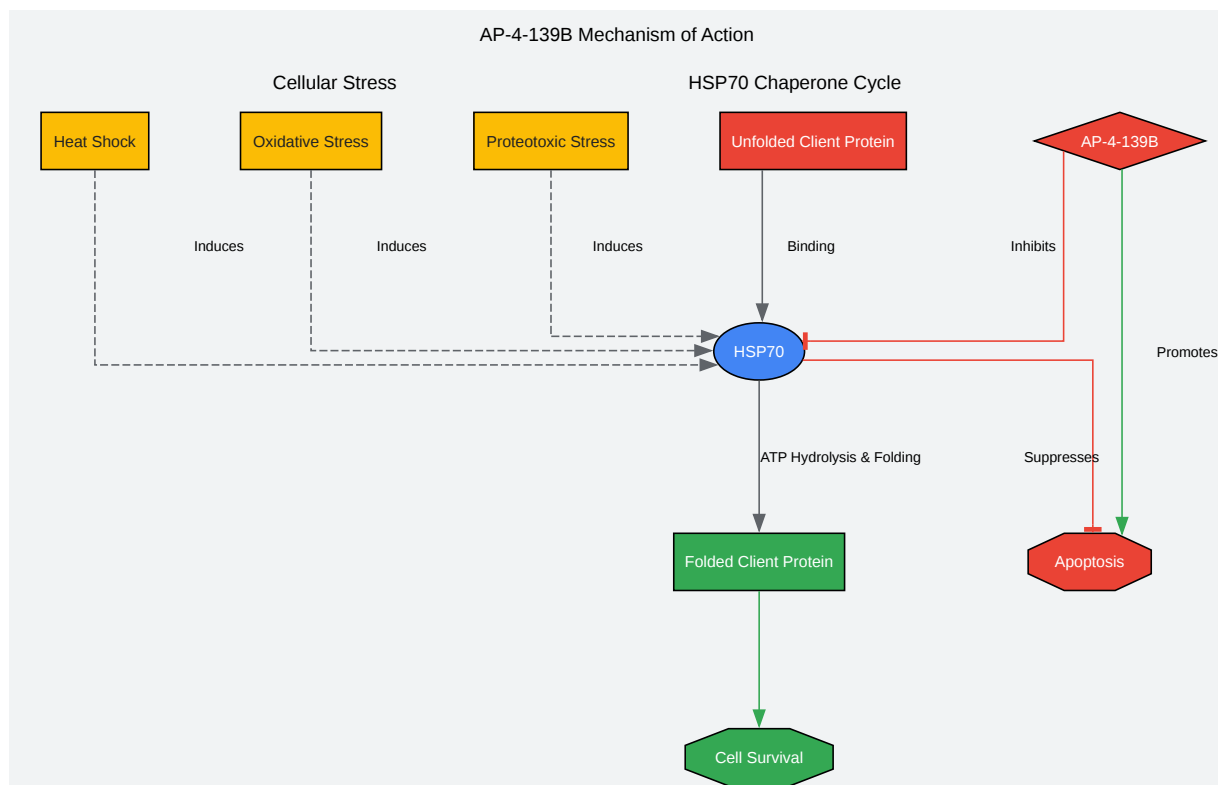 AP-4-139B Mechanism of Action
Cellular Stress
HSP70 Chaperone Cycle
Heat Shock
Oxidative Stress
Proteotoxic Stress
Unfolded Client Protein
AP-4-139B
Induces
Induces
Induces
Binding
Inhibits
HSP70
Promotes
ATP Hydrolysis & Folding
Suppresses
Folded Client Protein
Apoptosis
Cell Survival